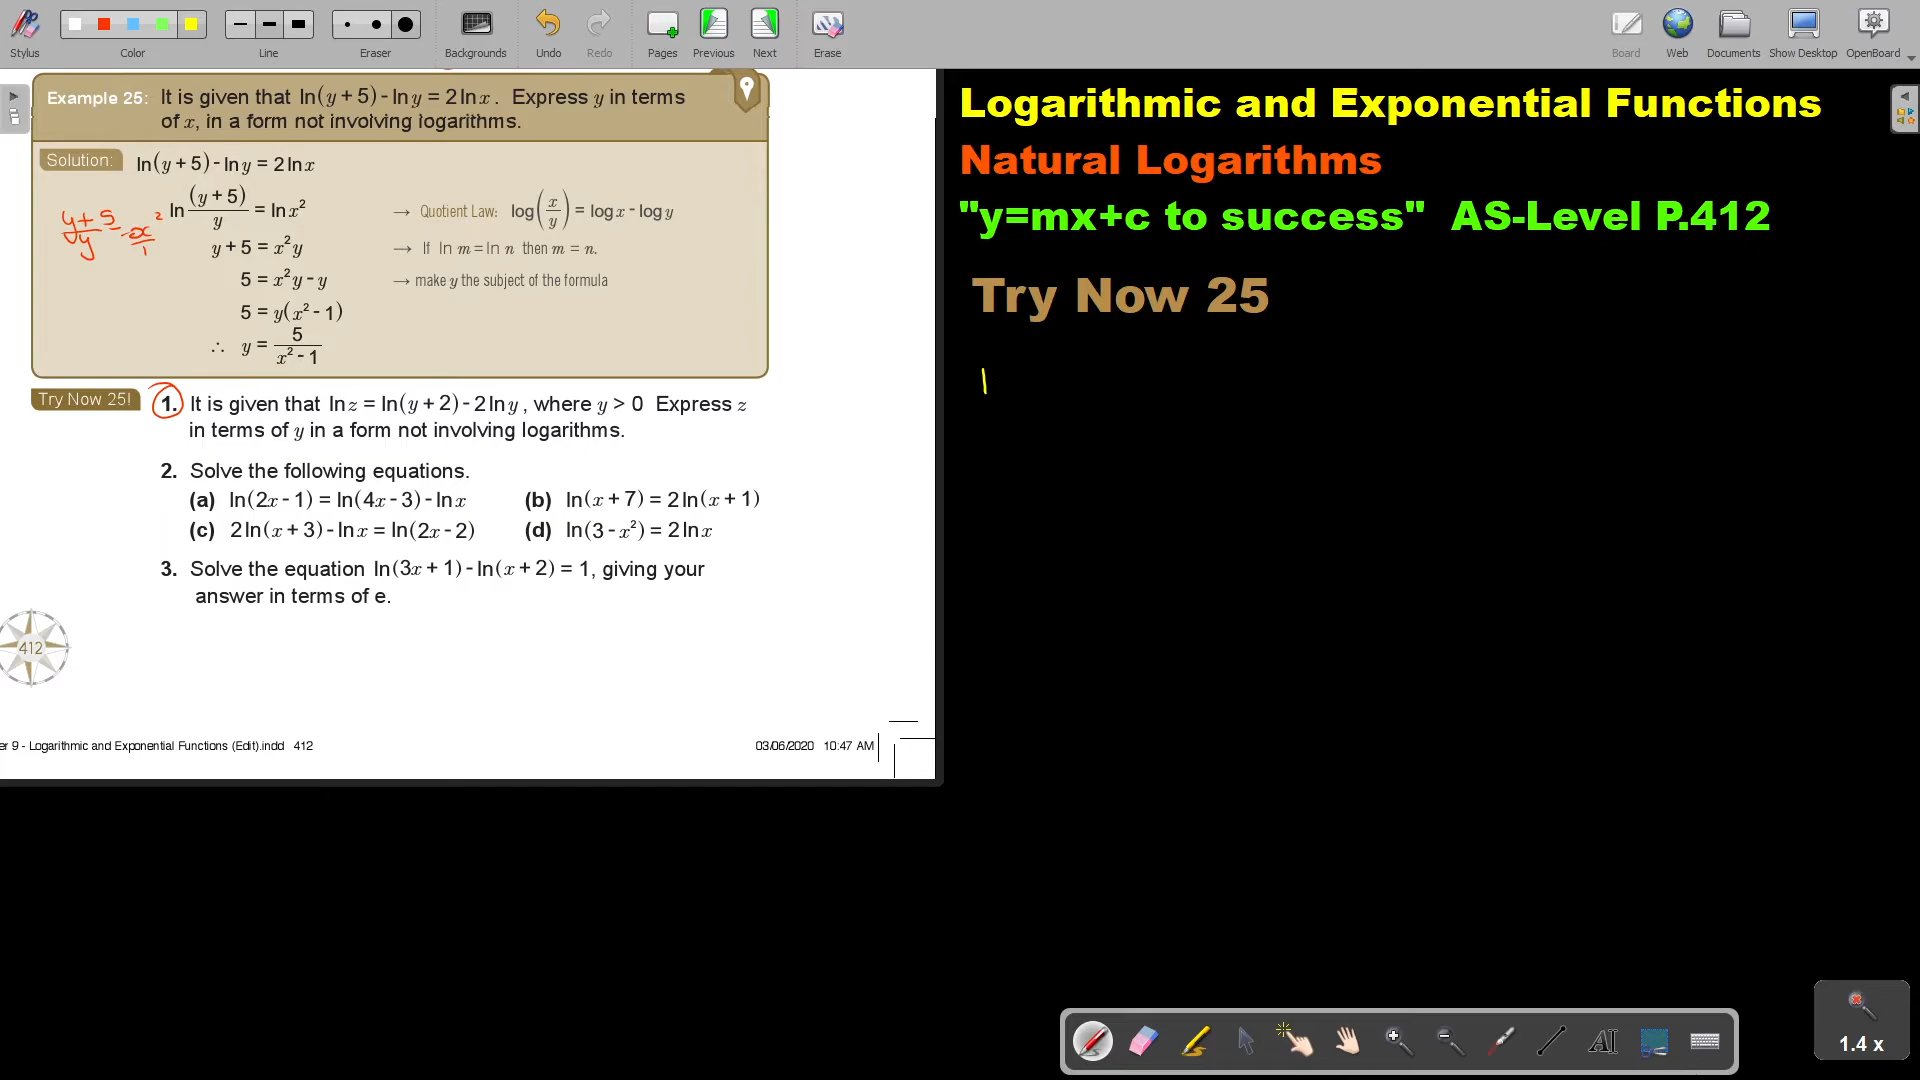 Stylus Color Line Eraser Backgrounds Undo Redo Pages Previous Next Erase Board Web Documents Show Desktop OpenBoard
Example 25: It is given that ln(y + 5) - ln y = 2 ln x. Express y in terms
of x, in a form not involving logarithms.
Solution: ln(y + 5) - ln y = 2 ln x
ln (y + 5)/y = ln x² → Quotient Law: log(x/y) = log x - log y
y + 5 / y = x² / 1
y + 5 = x²y → If ln m = ln n then m = n.
5 = x²y - y → make y the subject of the formula
5 = y(x² - 1)
∴ y = 5/(x² - 1)
Try Now 25! 1. It is given that ln z = ln(y + 2) - 2 ln y, where y > 0 Express z
in terms of y in a form not involving logarithms.
2. Solve the following equations.
(a) ln(2x - 1) = ln(4x - 3) - ln x (b) ln(x + 7) = 2 ln(x + 1)
(c) 2 ln(x + 3) - ln x = ln(2x - 2) (d) ln(3 - x²) = 2 ln x
3. Solve the equation ln(3x + 1) - ln(x + 2) = 1, giving your
answer in terms of e.
412
er 9 - Logarithmic and Exponential Functions (Edit).indd 412 03/06/2020 10:47 AM
Logarithmic and Exponential Functions
Natural Logarithms
"y=mx+c to success" AS-Level P.412
Try Now 25
1
1.4 x